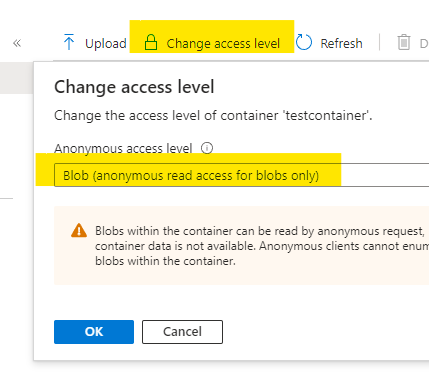 « Upload Change access level Refresh D
Change access level
Change the access level of container 'testcontainer'.
Anonymous access level
Blob (anonymous read access for blobs only)
Blobs within the container can be read by anonymous request,
container data is not available. Anonymous clients cannot enum
blobs within the container.
OK Cancel